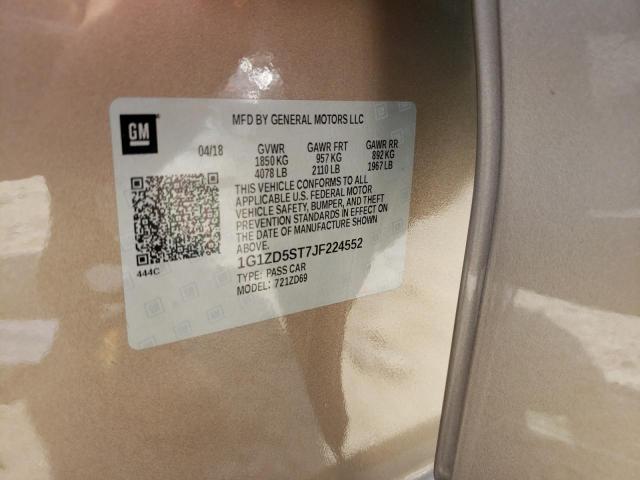 GM
MFD BY GENERAL MOTORS LLC
04/18 GVWR GAWR FRT GAWR RR
1850 KG 957 KG 892 KG
4078 LB 2110 LB 1967 LB
THIS VEHICLE CONFORMS TO ALL
APPLICABLE U.S. FEDERAL MOTOR
VEHICLE SAFETY, BUMPER, AND THEFT
PREVENTION STANDARDS IN EFFECT ON
THE DATE OF MANUFACTURE SHOWN
ABOVE.
1G1ZD5ST7JF224552
TYPE: PASS CAR
MODEL: 721ZD69
444C